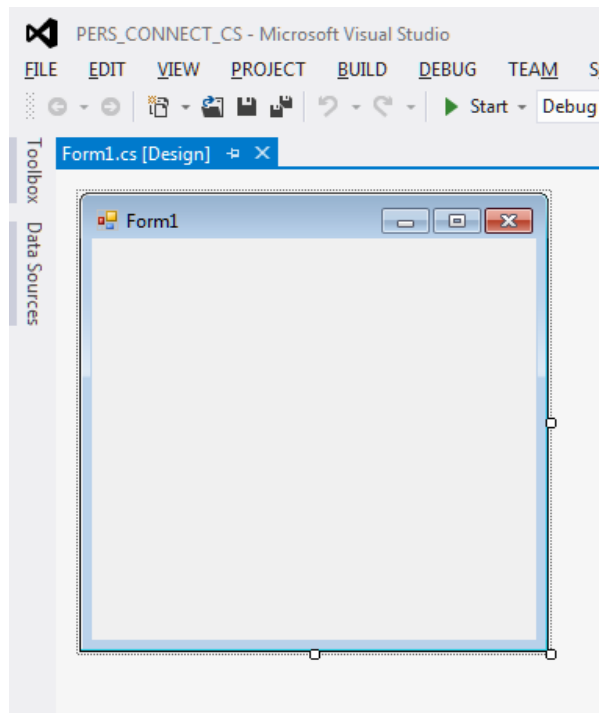 PERS_CONNECT_CS - Microsoft Visual Studio
FILE EDIT VIEW PROJECT BUILD DEBUG TEAM S
Start Debug
Toolbox
Data Sources
Form1.cs [Design]
Form1